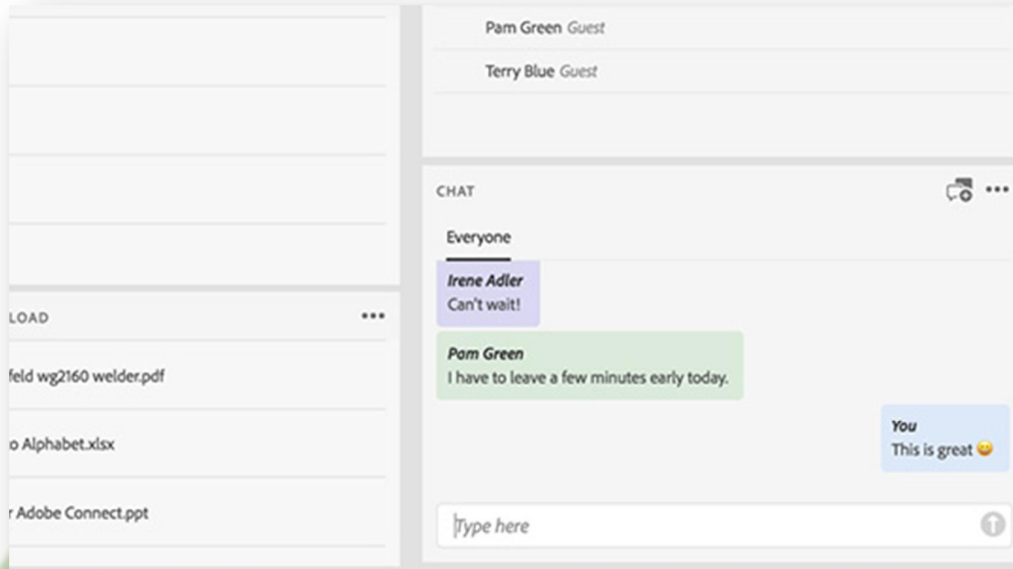 Pam Green Guest
Terry Blue Guest
CHAT
Everyone
Irene Adler
Can't wait!
Pam Green
I have to leave a few minutes early today.
You
This is great 😄
Type here
LOAD
feld wg2160 welder.pdf
o Alphabet.xlsx
r Adobe Connect.ppt